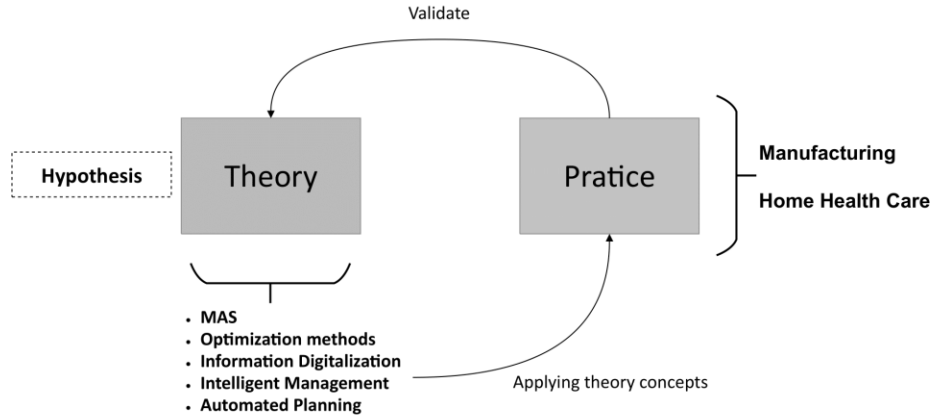 Validate
Hypothesis
Theory
Pratice
Manufacturing
Home Health Care
• MAS
• Optimization methods
• Information Digitalization
• Intelligent Management
• Automated Planning
Applying theory concepts